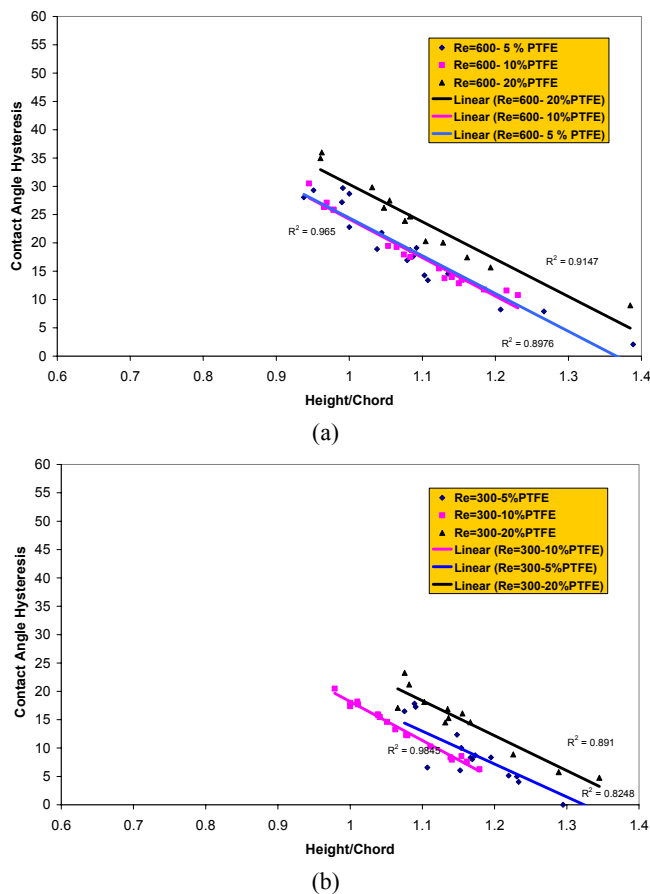 60
55
50
45
40
35
30
25
20
15
10
5
0
Contact Angle Hysteresis
Re=600- 5 % PTFE
Re=600- 10%PTFE
Re=600- 20%PTFE
Linear (Re=600- 20%PTFE)
Linear (Re=600- 10%PTFE)
Linear (Re=600- 5 % PTFE)
R² = 0.965
R² = 0.9147
R² = 0.8976
0.6 0.7 0.8 0.9 1 1.1 1.2 1.3 1.4
Height/Chord
(a)
60
55
50
45
40
35
30
25
20
15
10
5
0
Contact Angle Hysteresis
Re=300-5%PTFE
Re=300-10%PTFE
Re=300-20%PTFE
Linear (Re=300-10%PTFE)
Linear (Re=300-5%PTFE)
Linear (Re=300-20%PTFE)
R² = 0.9845
R² = 0.891
R² = 0.8248
0.6 0.7 0.8 0.9 1 1.1 1.2 1.3 1.4
Height/Chord
(b)